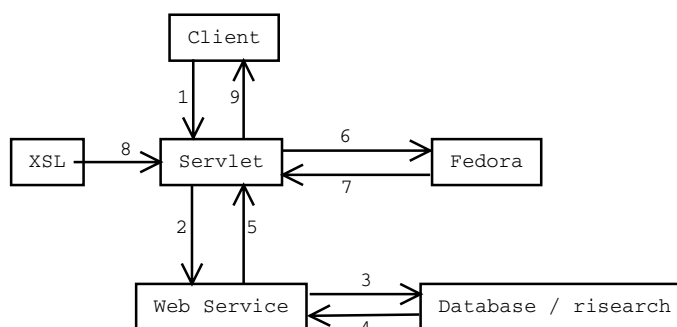 Client
1
9
XSL
8
Servlet
6
7
Fedora
2
5
Web Service
3
4
Database / risearch